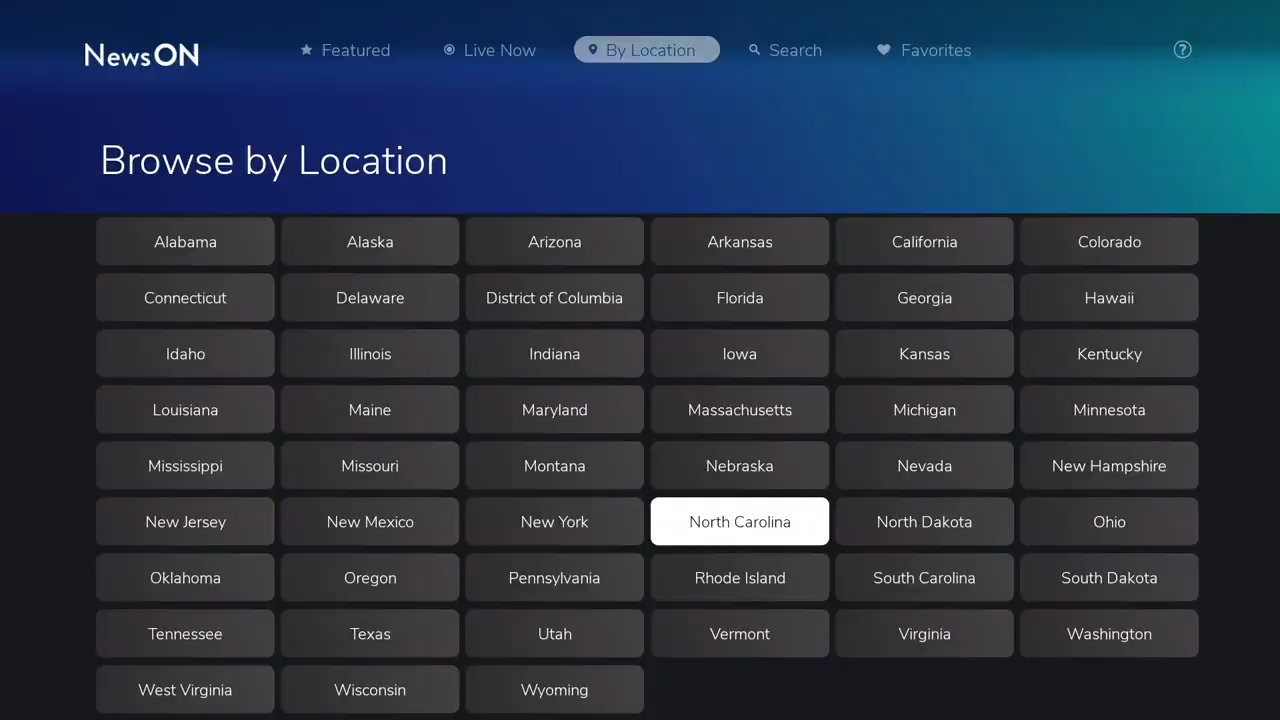 NewsON
Featured
Live Now
By Location
Search
Favorites
?
Browse by Location
Alabama
Alaska
Arizona
Arkansas
California
Colorado
Connecticut
Delaware
District of Columbia
Florida
Georgia
Hawaii
Idaho
Illinois
Indiana
Iowa
Kansas
Kentucky
Louisiana
Maine
Maryland
Massachusetts
Michigan
Minnesota
Mississippi
Missouri
Montana
Nebraska
Nevada
New Hampshire
New Jersey
New Mexico
New York
North Carolina
North Dakota
Ohio
Oklahoma
Oregon
Pennsylvania
Rhode Island
South Carolina
South Dakota
Tennessee
Texas
Utah
Vermont
Virginia
Washington
West Virginia
Wisconsin
Wyoming